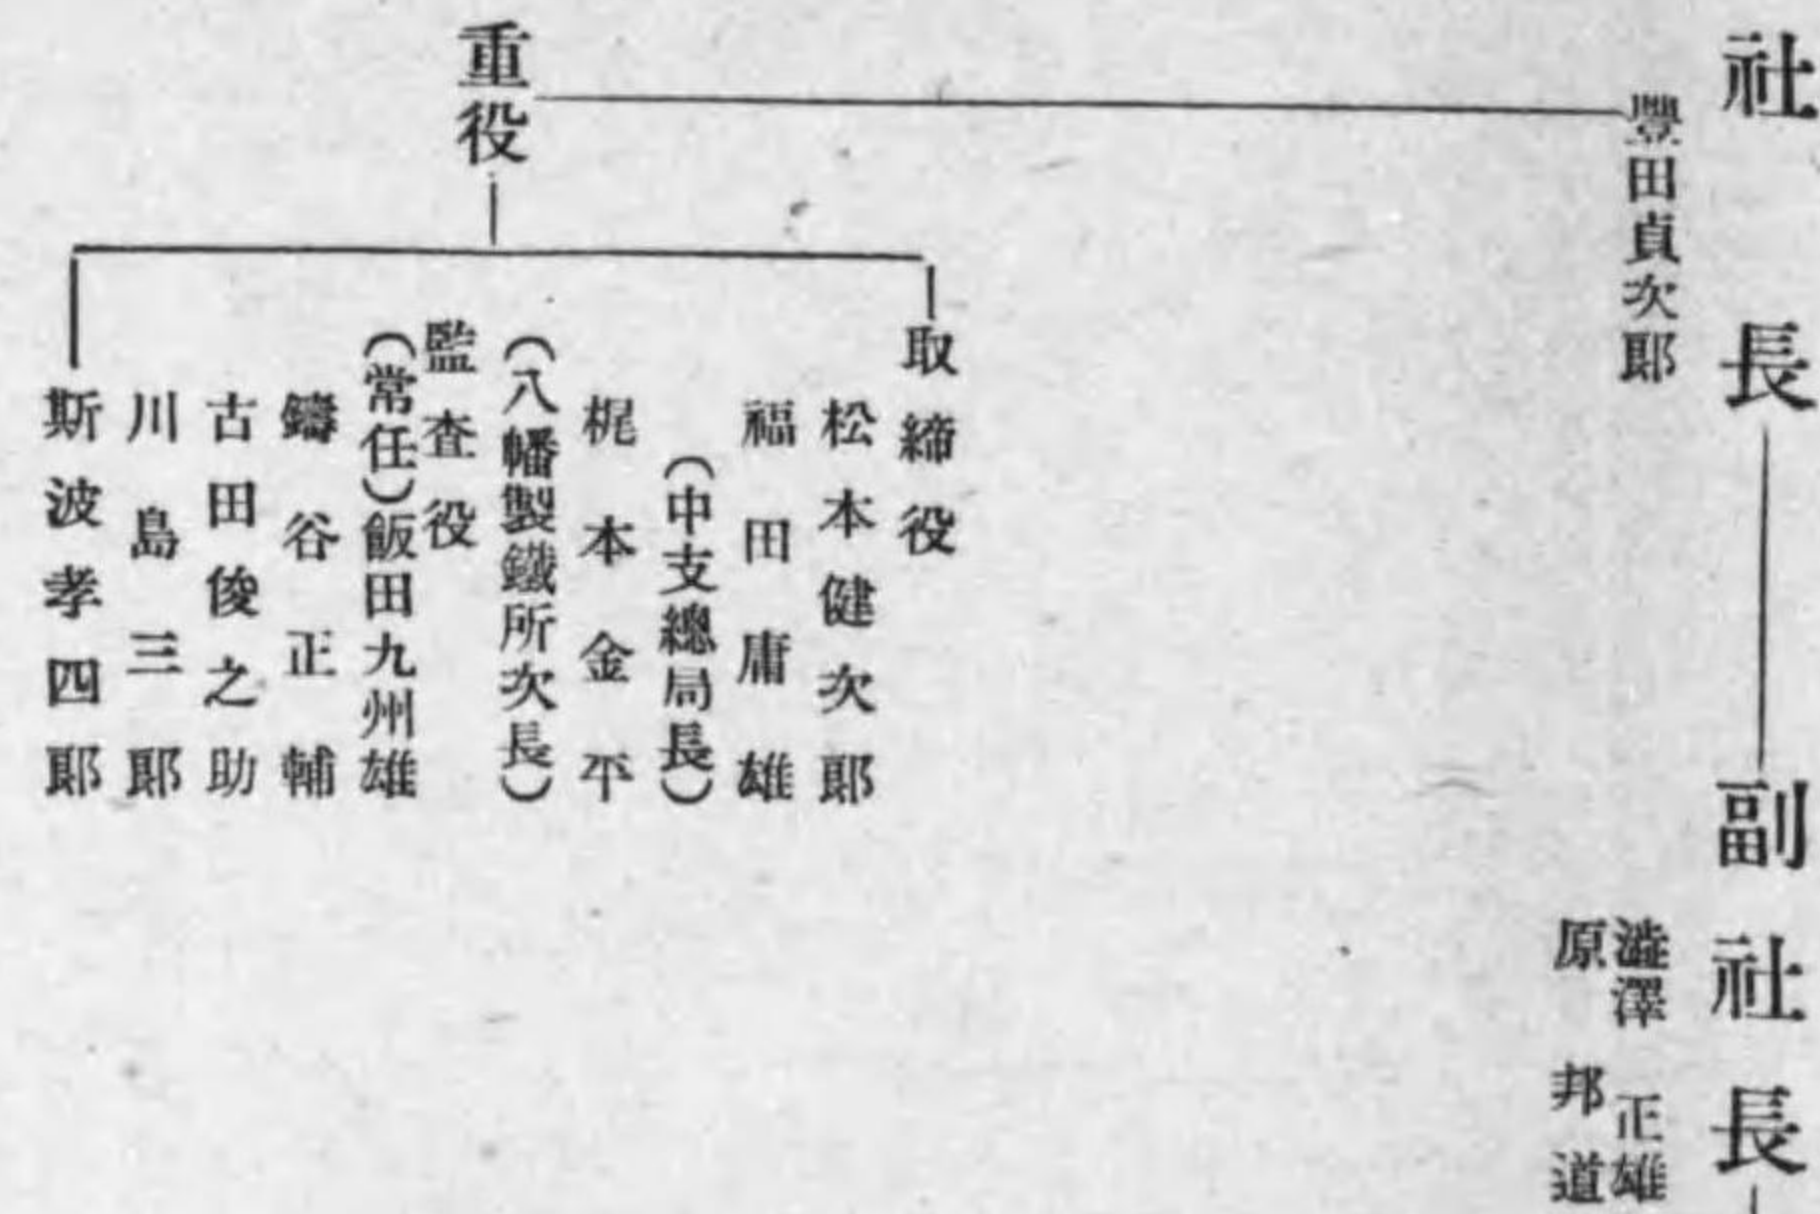 社長
豐田貞次郎
副社長
澁澤正雄
原邦道
重役
取締役
松本健次郎
福田庸雄
(中支總局長)
梶本金平
(八幡製鐵所次長)
監査役
(常任)飯田九州雄
鑄谷正輔
古田俊之助
川島三郎
斯波孝四郎